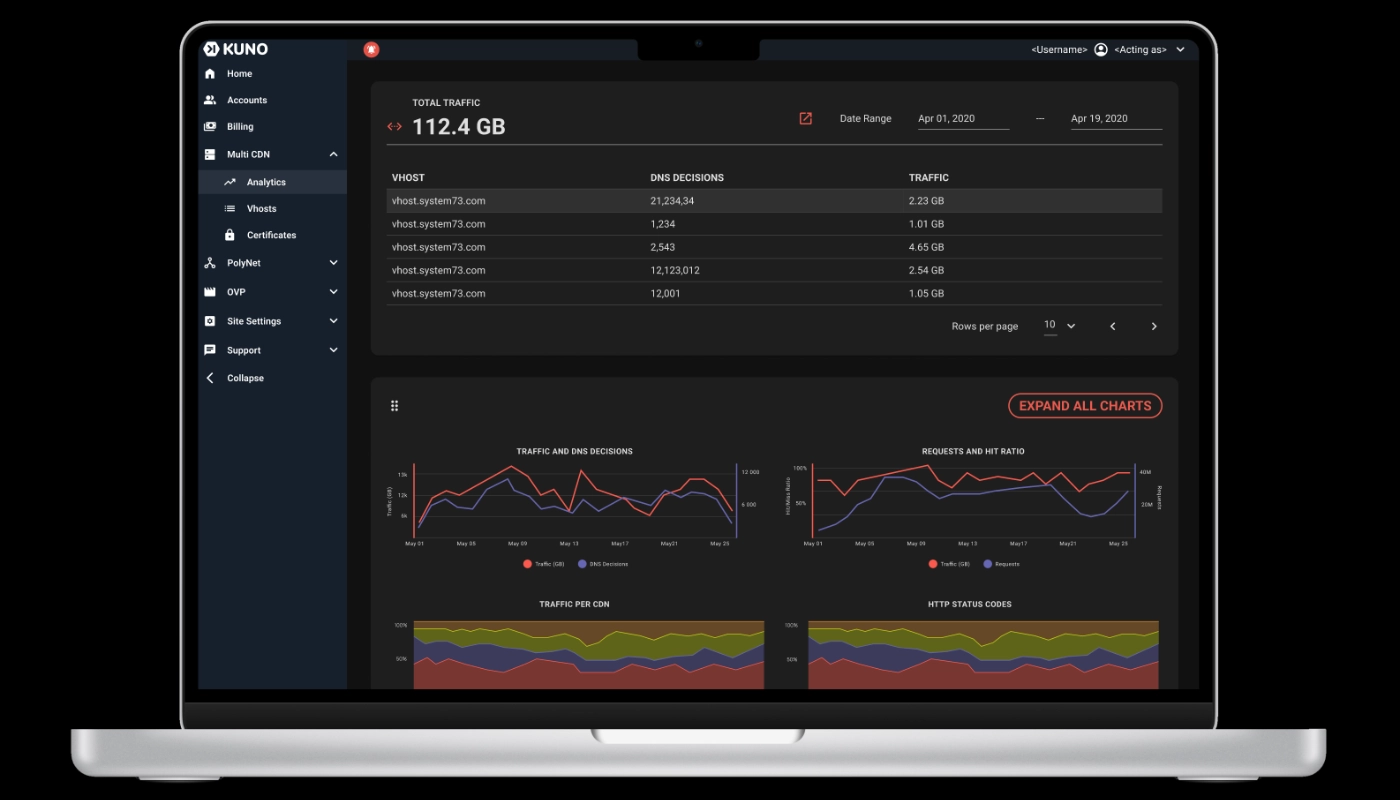 KUNO
<Username> <Acting as>
Home
Accounts
Billing
Multi CDN
Analytics
Vhosts
Certificates
PolyNet
OVP
Site Settings
Support
Collapse
TOTAL TRAFFIC
112.4 GB
Date Range Apr 01, 2020 — Apr 19, 2020
VHOST DNS DECISIONS TRAFFIC
vhost.system73.com 21,234,34 2.23 GB
vhost.system73.com 1,234 1.01 GB
vhost.system73.com 2,543 4.65 GB
vhost.system73.com 12,123,012 2.54 GB
vhost.system73.com 12,001 1.05 GB
Rows per page 10
EXPAND ALL CHARTS
TRAFFIC AND DNS DECISIONS
Traffic (GB)
15k
12k
12 000
6 000
May 01 May 05 May 09 May 13 May17 May21 May 25
Traffic (GB) DNS Decisions
REQUESTS AND HIT RATIO
Hit/Miss Ratio
100%
50%
40M
20M
Requests
May 01 May 05 May 09 May 13 May17 May21 May 25
Traffic (GB) Requests
TRAFFIC PER CDN
100%
50%
HTTP STATUS CODES
100%
50%